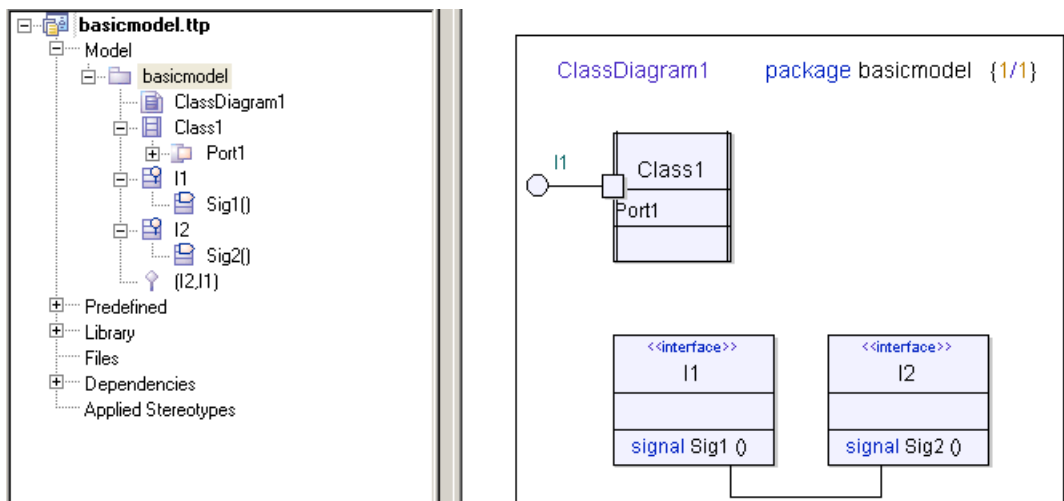 basicmodel.ttp
Model
basicmodel
ClassDiagram1
Class1
Port1
I1
Sig1()
I2
Sig2()
(I2,I1)
Predefined
Library
Files
Dependencies
Applied Stereotypes
ClassDiagram1 package basicmodel {1/1}
I1
Class1
Port1
<<interface>>
I1
signal Sig1 ()
<<interface>>
I2
signal Sig2 ()